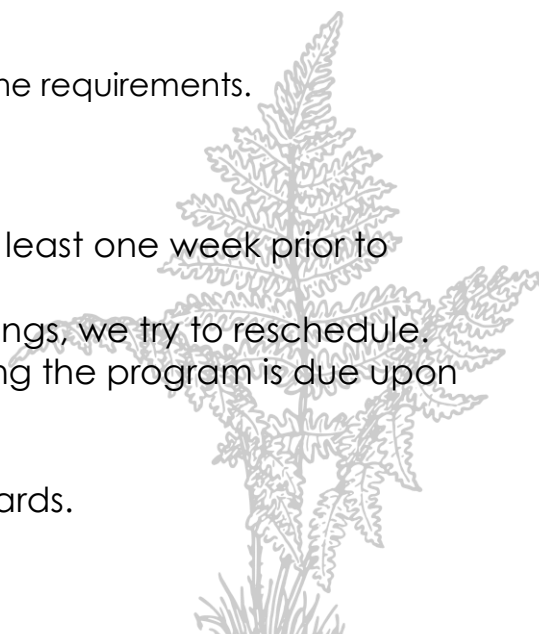 ne requirements.
least one week prior to
ngs, we try to reschedule.
ng the program is due upon
ards.